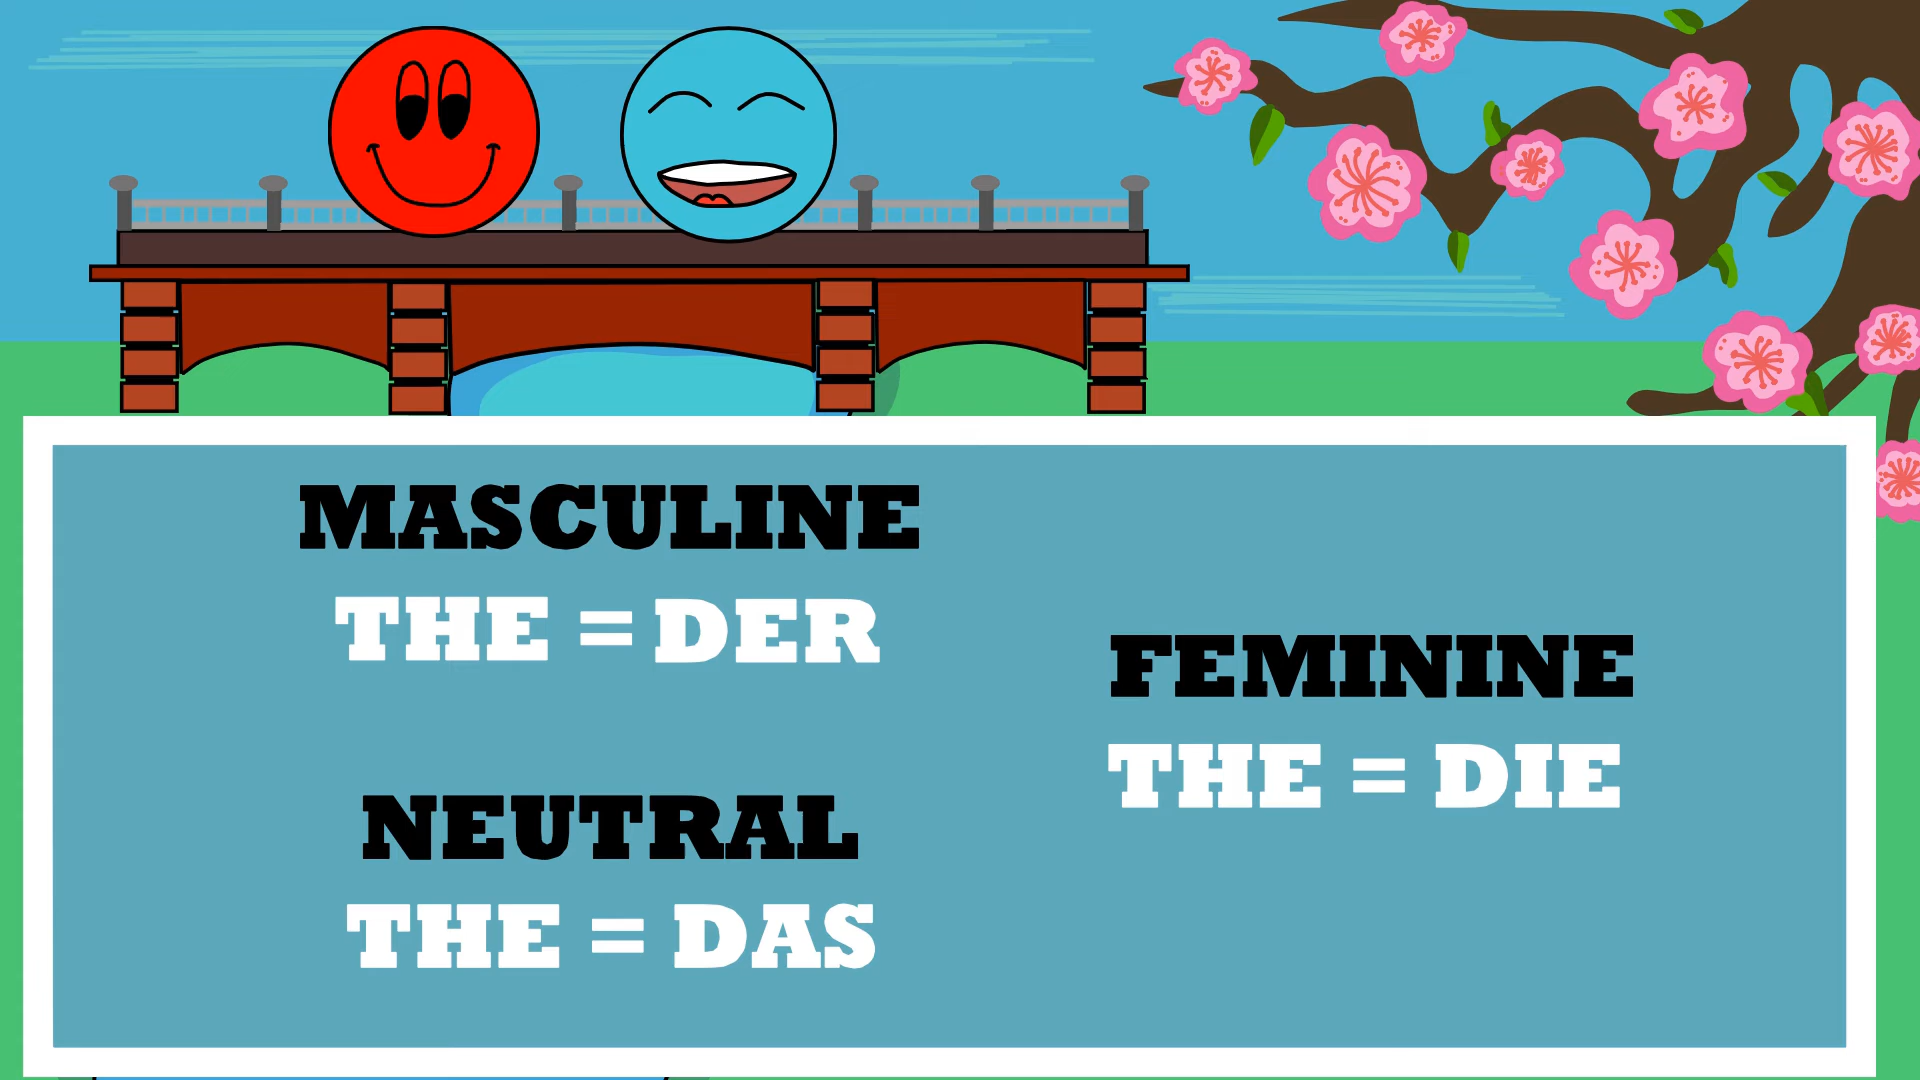 MASCULINE
THE = DER
NEUTRAL
THE = DAS
FEMININE
THE = DIE